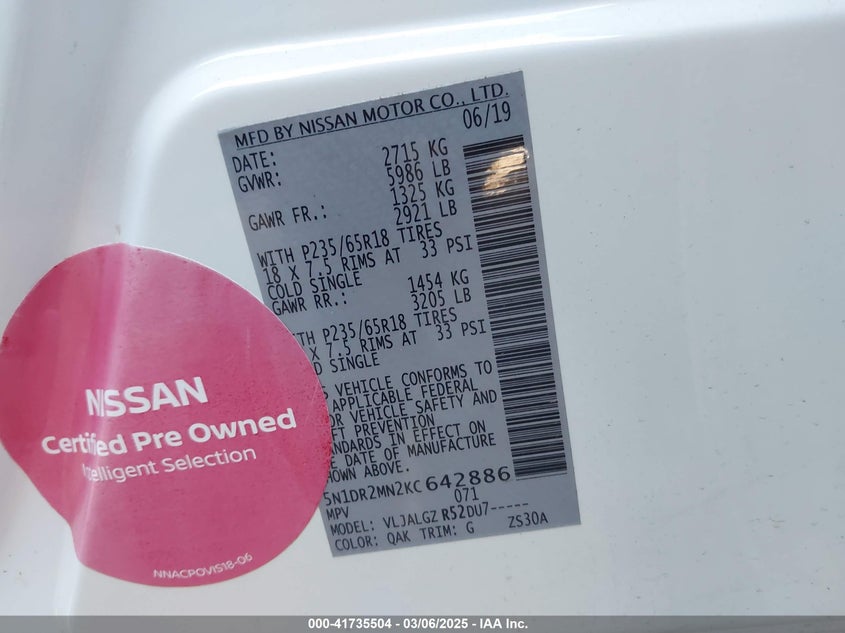 MFD BY NISSAN MOTOR CO., LTD.
DATE: 06/19
GVWR: 2715 KG
5986 LB
GAWR FR.: 1325 KG
2921 LB
WITH P235/65R18 TIRES
18 X 7.5 RIMS AT 33 PSI
COLD SINGLE
GAWR RR.: 1454 KG
3205 LB
P235/65R18 TIRES
X 7.5 RIMS AT 33 PSI
SINGLE
VEHICLE CONFORMS TO
APPLICABLE FEDERAL
VEHICLE SAFETY AND
PREVENTION
IN EFFECT ON
DATE OF MANUFACTURE
ABOVE.
5N1DR2MN2KC642886
MPV 071
MODEL: VLJALGZ R52DU7-----
COLOR: QAK TRIM: G ZS30A
NISSAN
Certified Pre Owned
Intelligent Selection
NNACPOVIS18-06
000-41735504 - 03/06/2025 - IAA Inc.